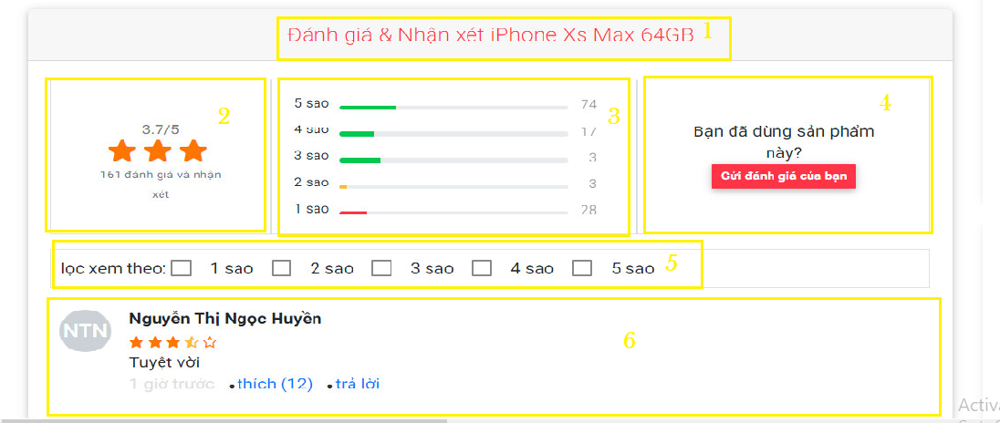 Đánh giá & Nhận xét iPhone Xs Max 64GB 1
2
3.7/5
161 đánh giá và nhận
xét
3
5 sao 74
4 sao 17
3 sao 3
2 sao 3
1 sao 28
4
Bạn đã dùng sản phẩm
này?
Gửi đánh giá của bạn
lọc xem theo: 1 sao 2 sao 3 sao 4 sao 5 sao 5
NTN
Nguyễn Thị Ngọc Huyền
6
Tuyệt vời
1 giờ trước •thích (12) •trả lời